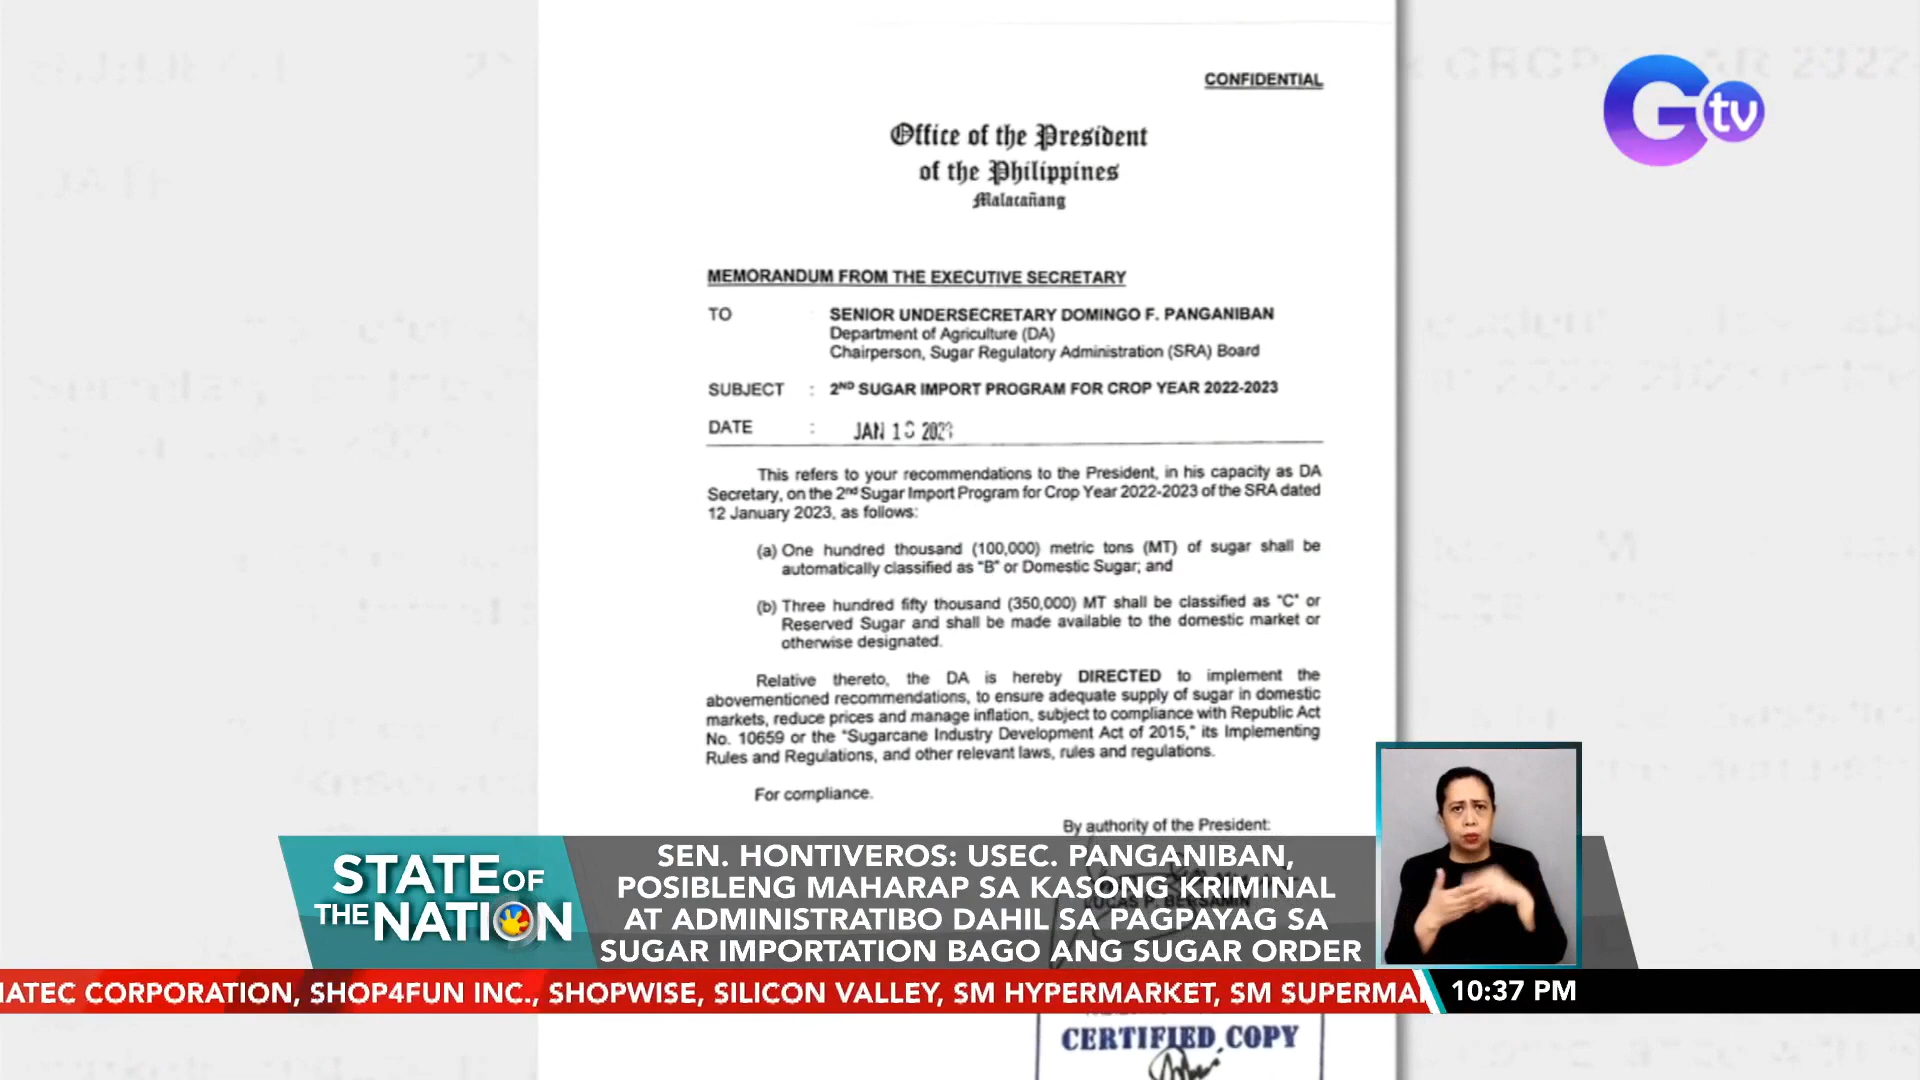 CONFIDENTIAL
Office of the President
of the Philippines
Malacañang
MEMORANDUM FROM THE EXECUTIVE SECRETARY
TO : SENIOR UNDERSECRETARY DOMINGO F. PANGANIBAN
Department of Agriculture (DA)
Chairperson, Sugar Regulatory Administration (SRA) Board
SUBJECT : 2ND SUGAR IMPORT PROGRAM FOR CROP YEAR 2022-2023
DATE : JAN 2023
This refers to your recommendations to the President, in his capacity as DA
Secretary, on the 2nd Sugar Import Program for Crop Year 2022-2023 of the SRA dated
12 January 2023, as follows:
(a) One hundred thousand (100,000) metric tons (MT) of sugar shall be
automatically classified as "B" or Domestic Sugar; and
(b) Three hundred fifty thousand (350,000) MT shall be classified as "C" or
Reserved Sugar and shall be made available to the domestic market or
otherwise designated.
Relative thereto, the DA is hereby DIRECTED to implement the
abovementioned recommendations, to ensure adequate supply of sugar in domestic
markets, reduce prices and manage inflation, subject to compliance with Republic Act
No. 10659 or the "Sugarcane Industry Development Act of 2015," its Implementing
Rules and Regulations, and other relevant laws, rules and regulations.
For compliance.
By authority of the President:
LUCAS P. BERSAMIN
CERTIFIED COPY
Gtv
STATE OF
THE NATION
SEN. HONTIVEROS: USEC. PANGANIBAN,
POSIBLENG MAHARAP SA KASONG KRIMINAL
AT ADMINISTRATIBO DAHIL SA PAGPAYAG SA
SUGAR IMPORTATION BAGO ANG SUGAR ORDER
MATEC CORPORATION, SHOP4FUN INC., SHOPWISE, SILICON VALLEY, SM HYPERMARKET, SM SUPERMA
10:37 PM